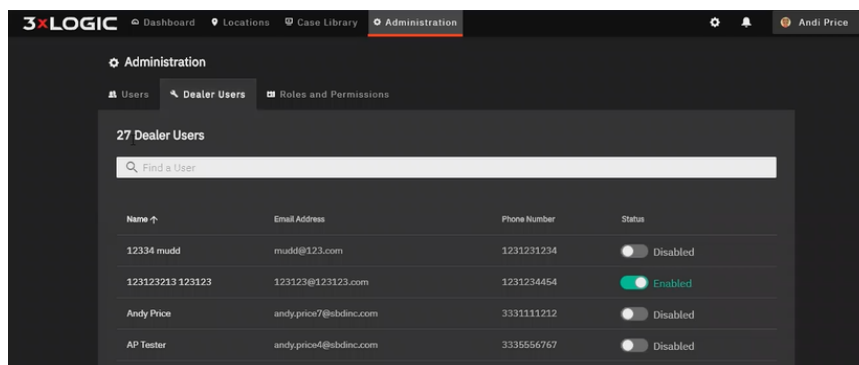 3xLOGIC Dashboard Locations Case Library Administration Andi Price
Administration
Users Dealer Users Roles and Permissions
27 Dealer Users
Find a User
Name Email Address Phone Number Status
12334 mudd mudd@123.com 1231231234 Disabled
123123213 123123 123123@123123.com 1231234454 Enabled
Andy Price andy.price7@sbdinc.com 3331111212 Disabled
AP Tester andy.price4@sbdinc.com 3335556767 Disabled